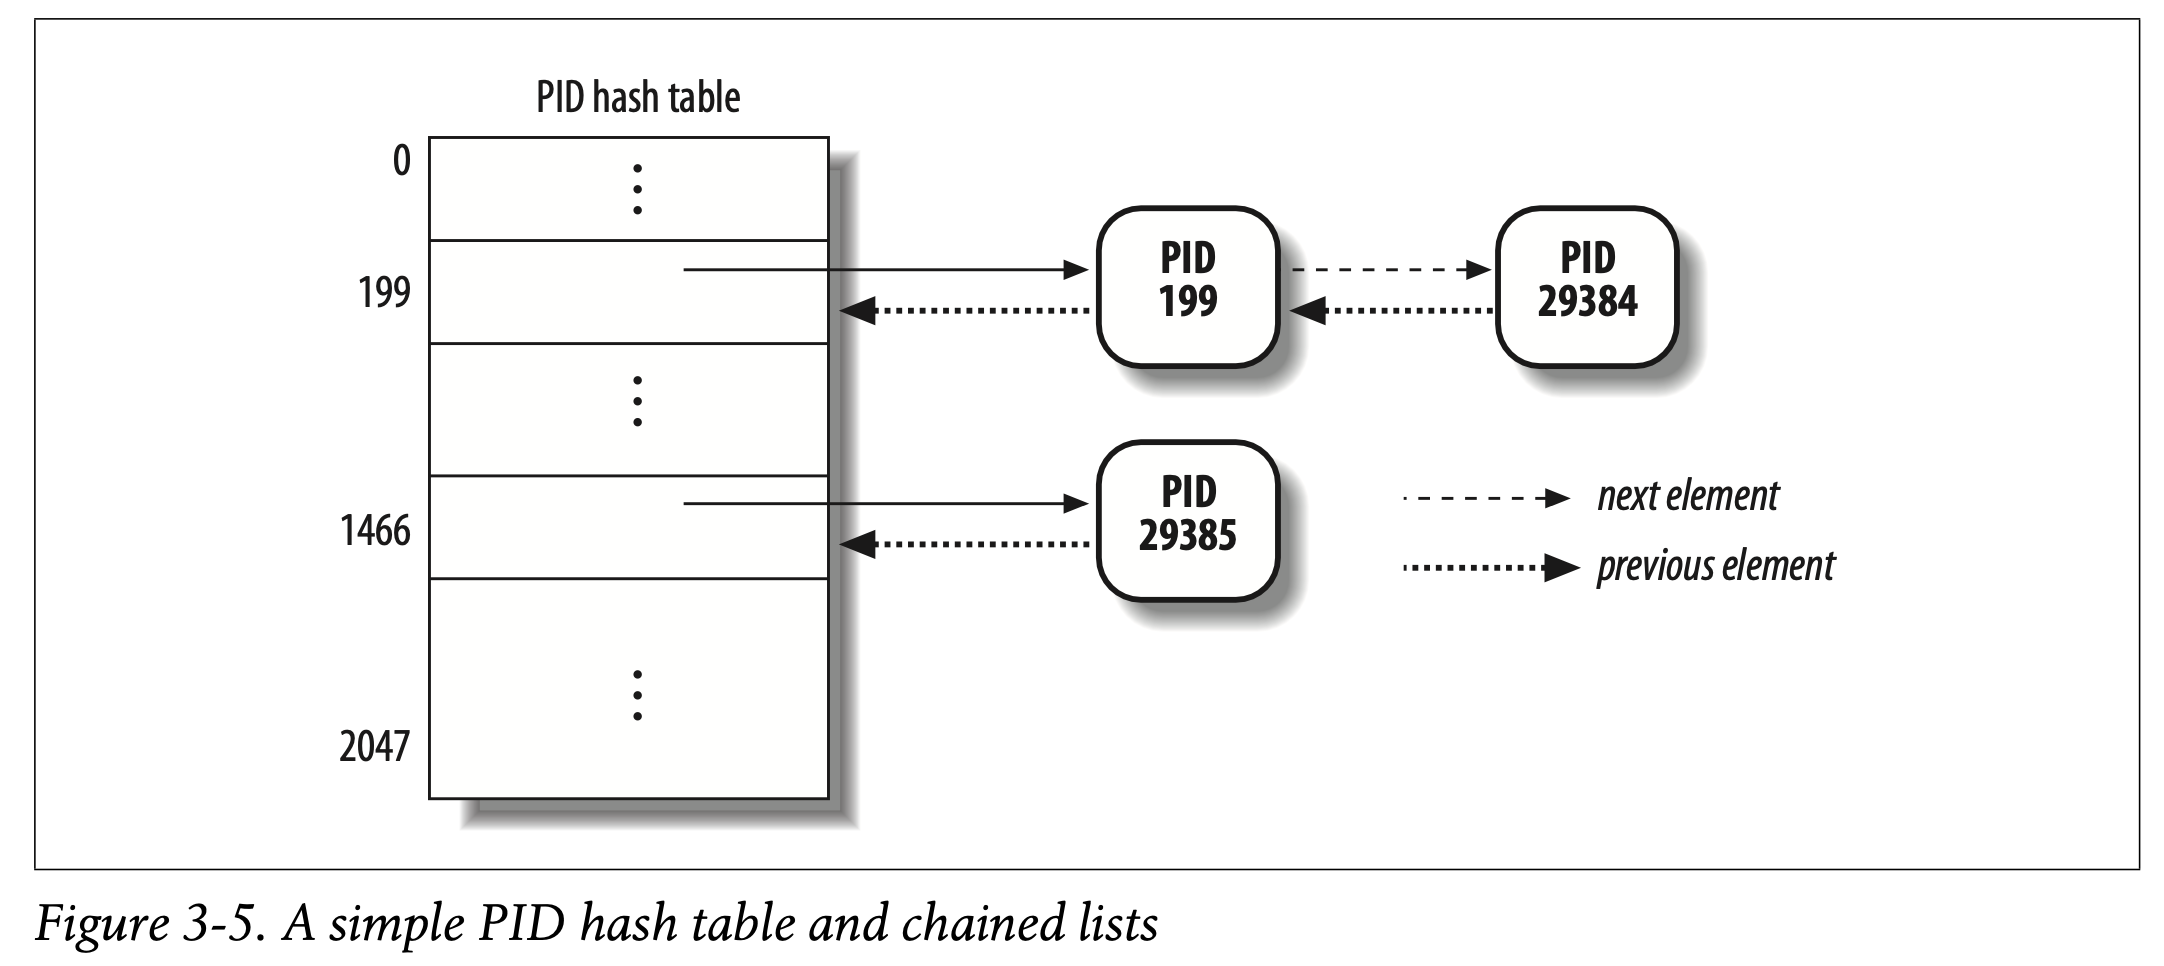 PID hash table
0
199
1466
2047
PID
199
PID
29384
PID
29385
next element
previous element
Figure 3-5. A simple PID hash table and chained lists